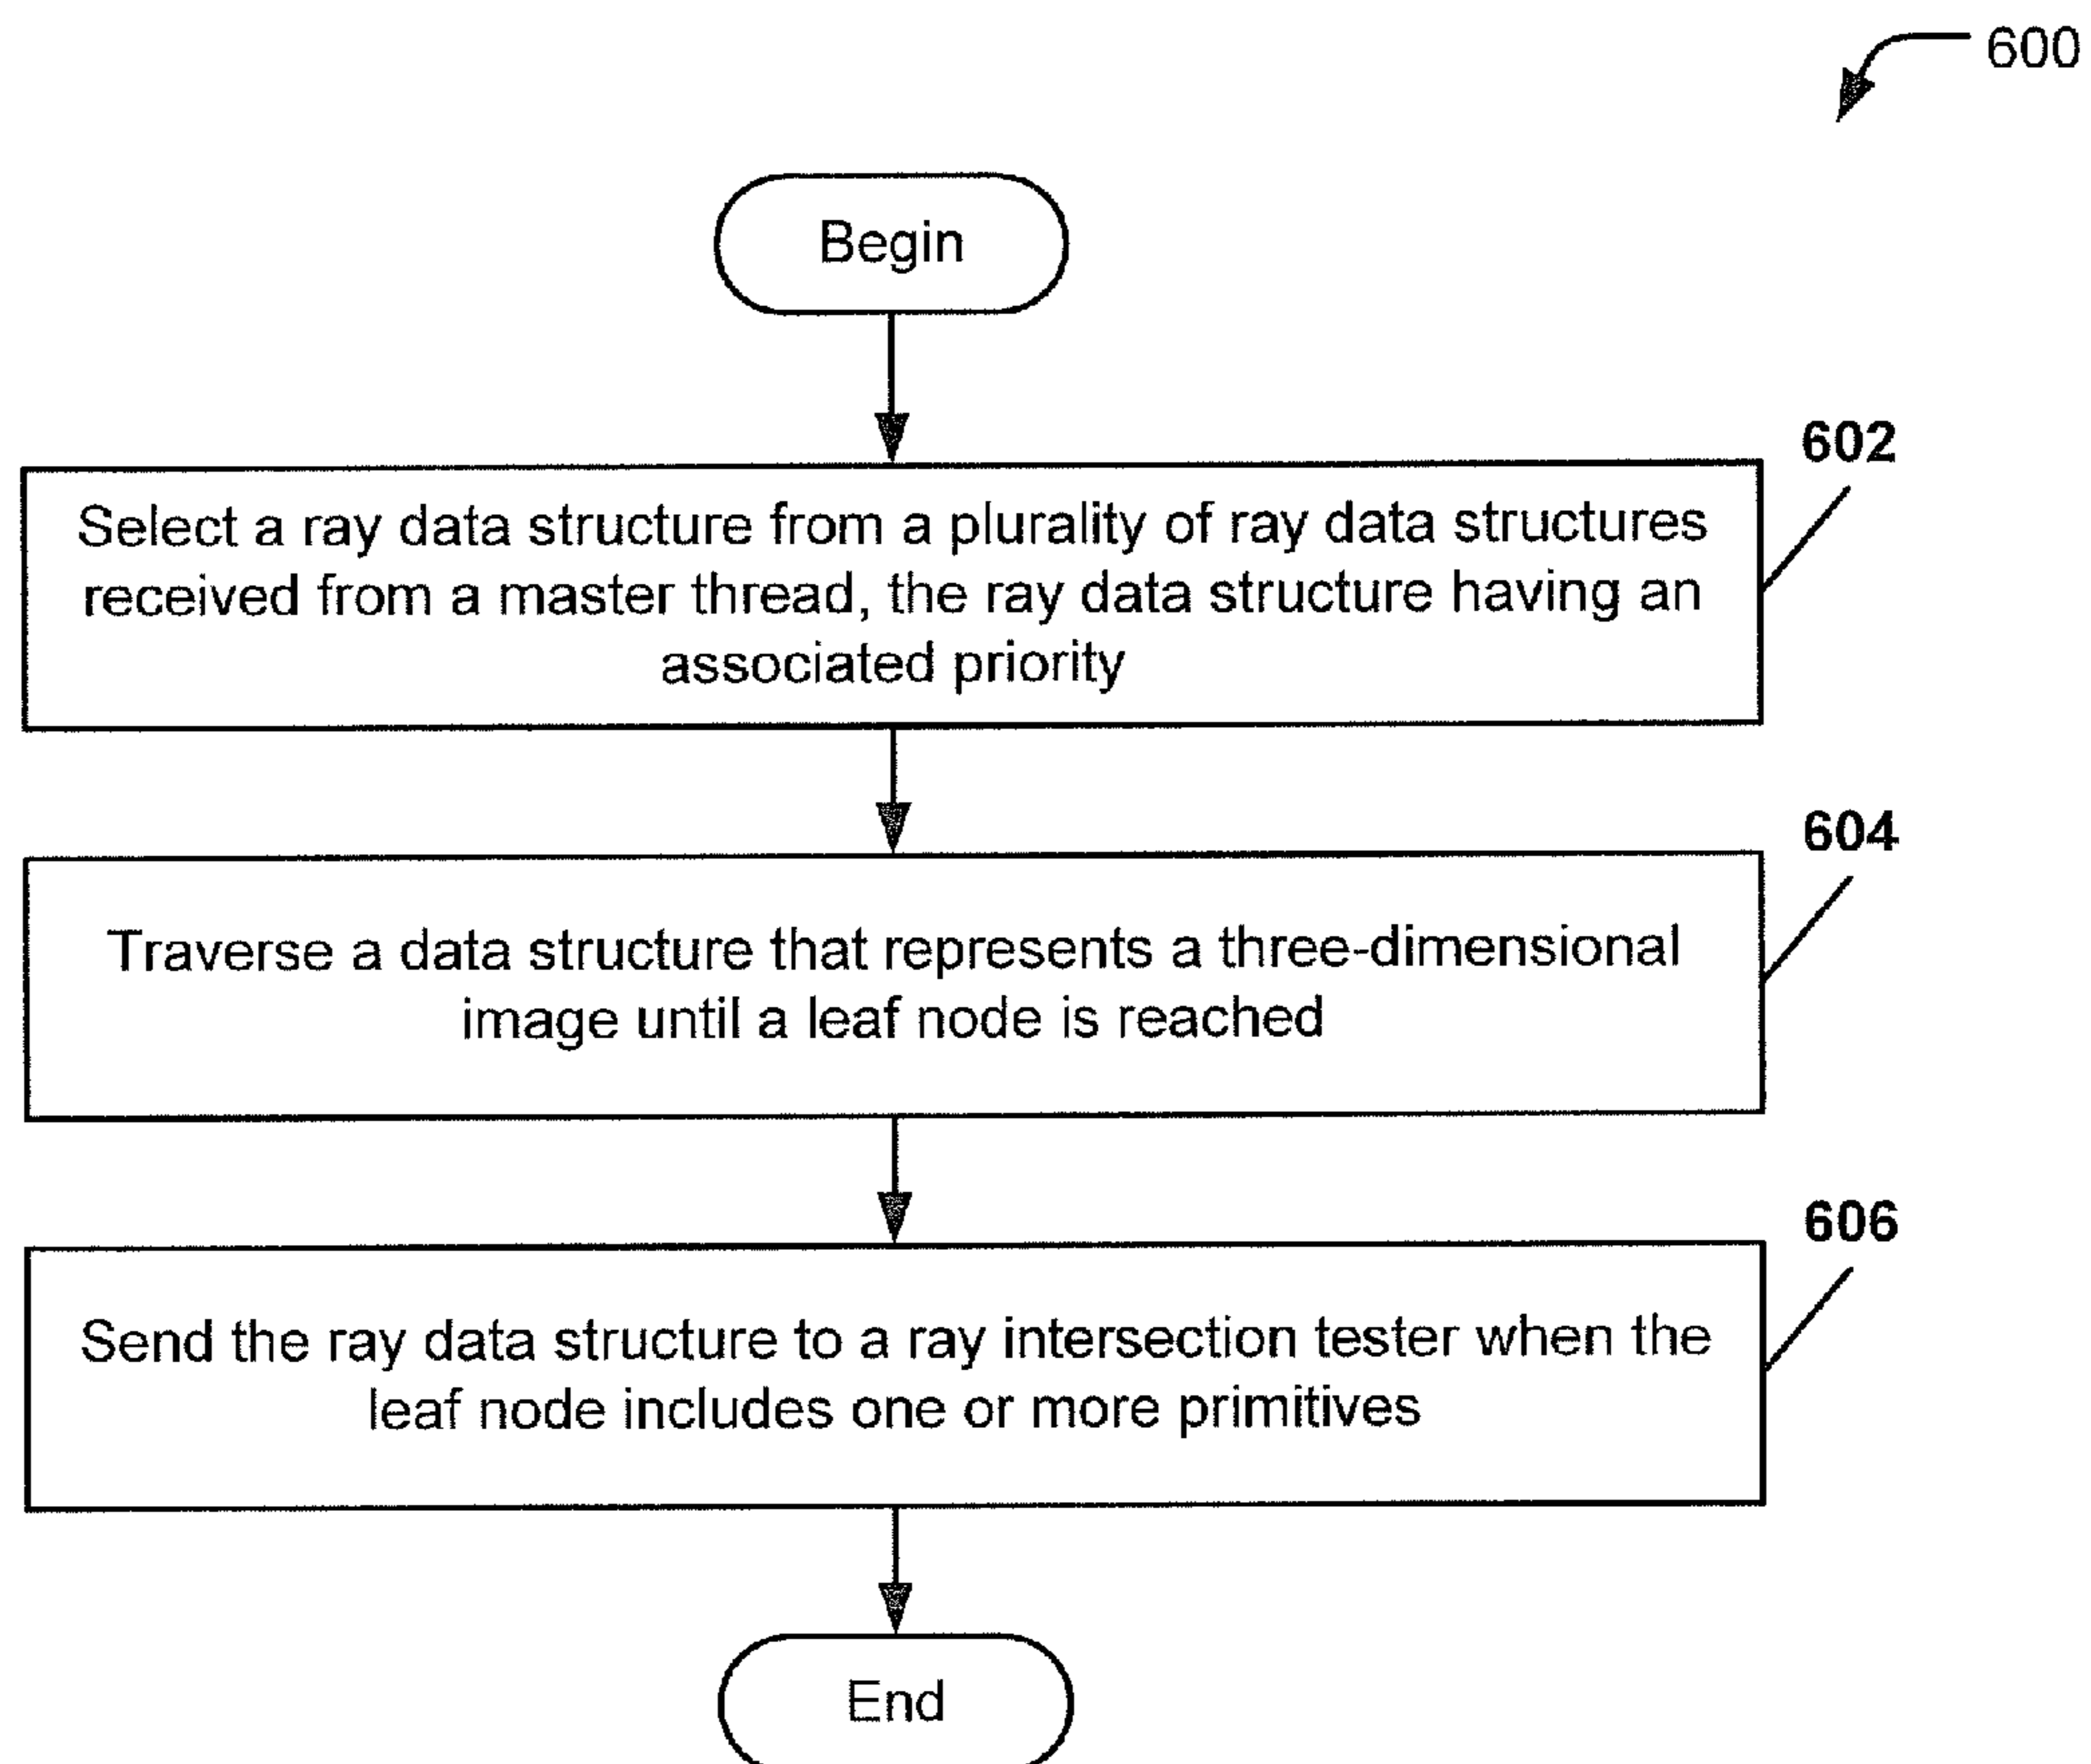 600
Begin
602
Select a ray data structure from a plurality of ray data structures
received from a master thread, the ray data structure having an
associated priority
604
Traverse a data structure that represents a three-dimensional
image until a leaf node is reached
606
Send the ray data structure to a ray intersection tester when the
leaf node includes one or more primitives
End